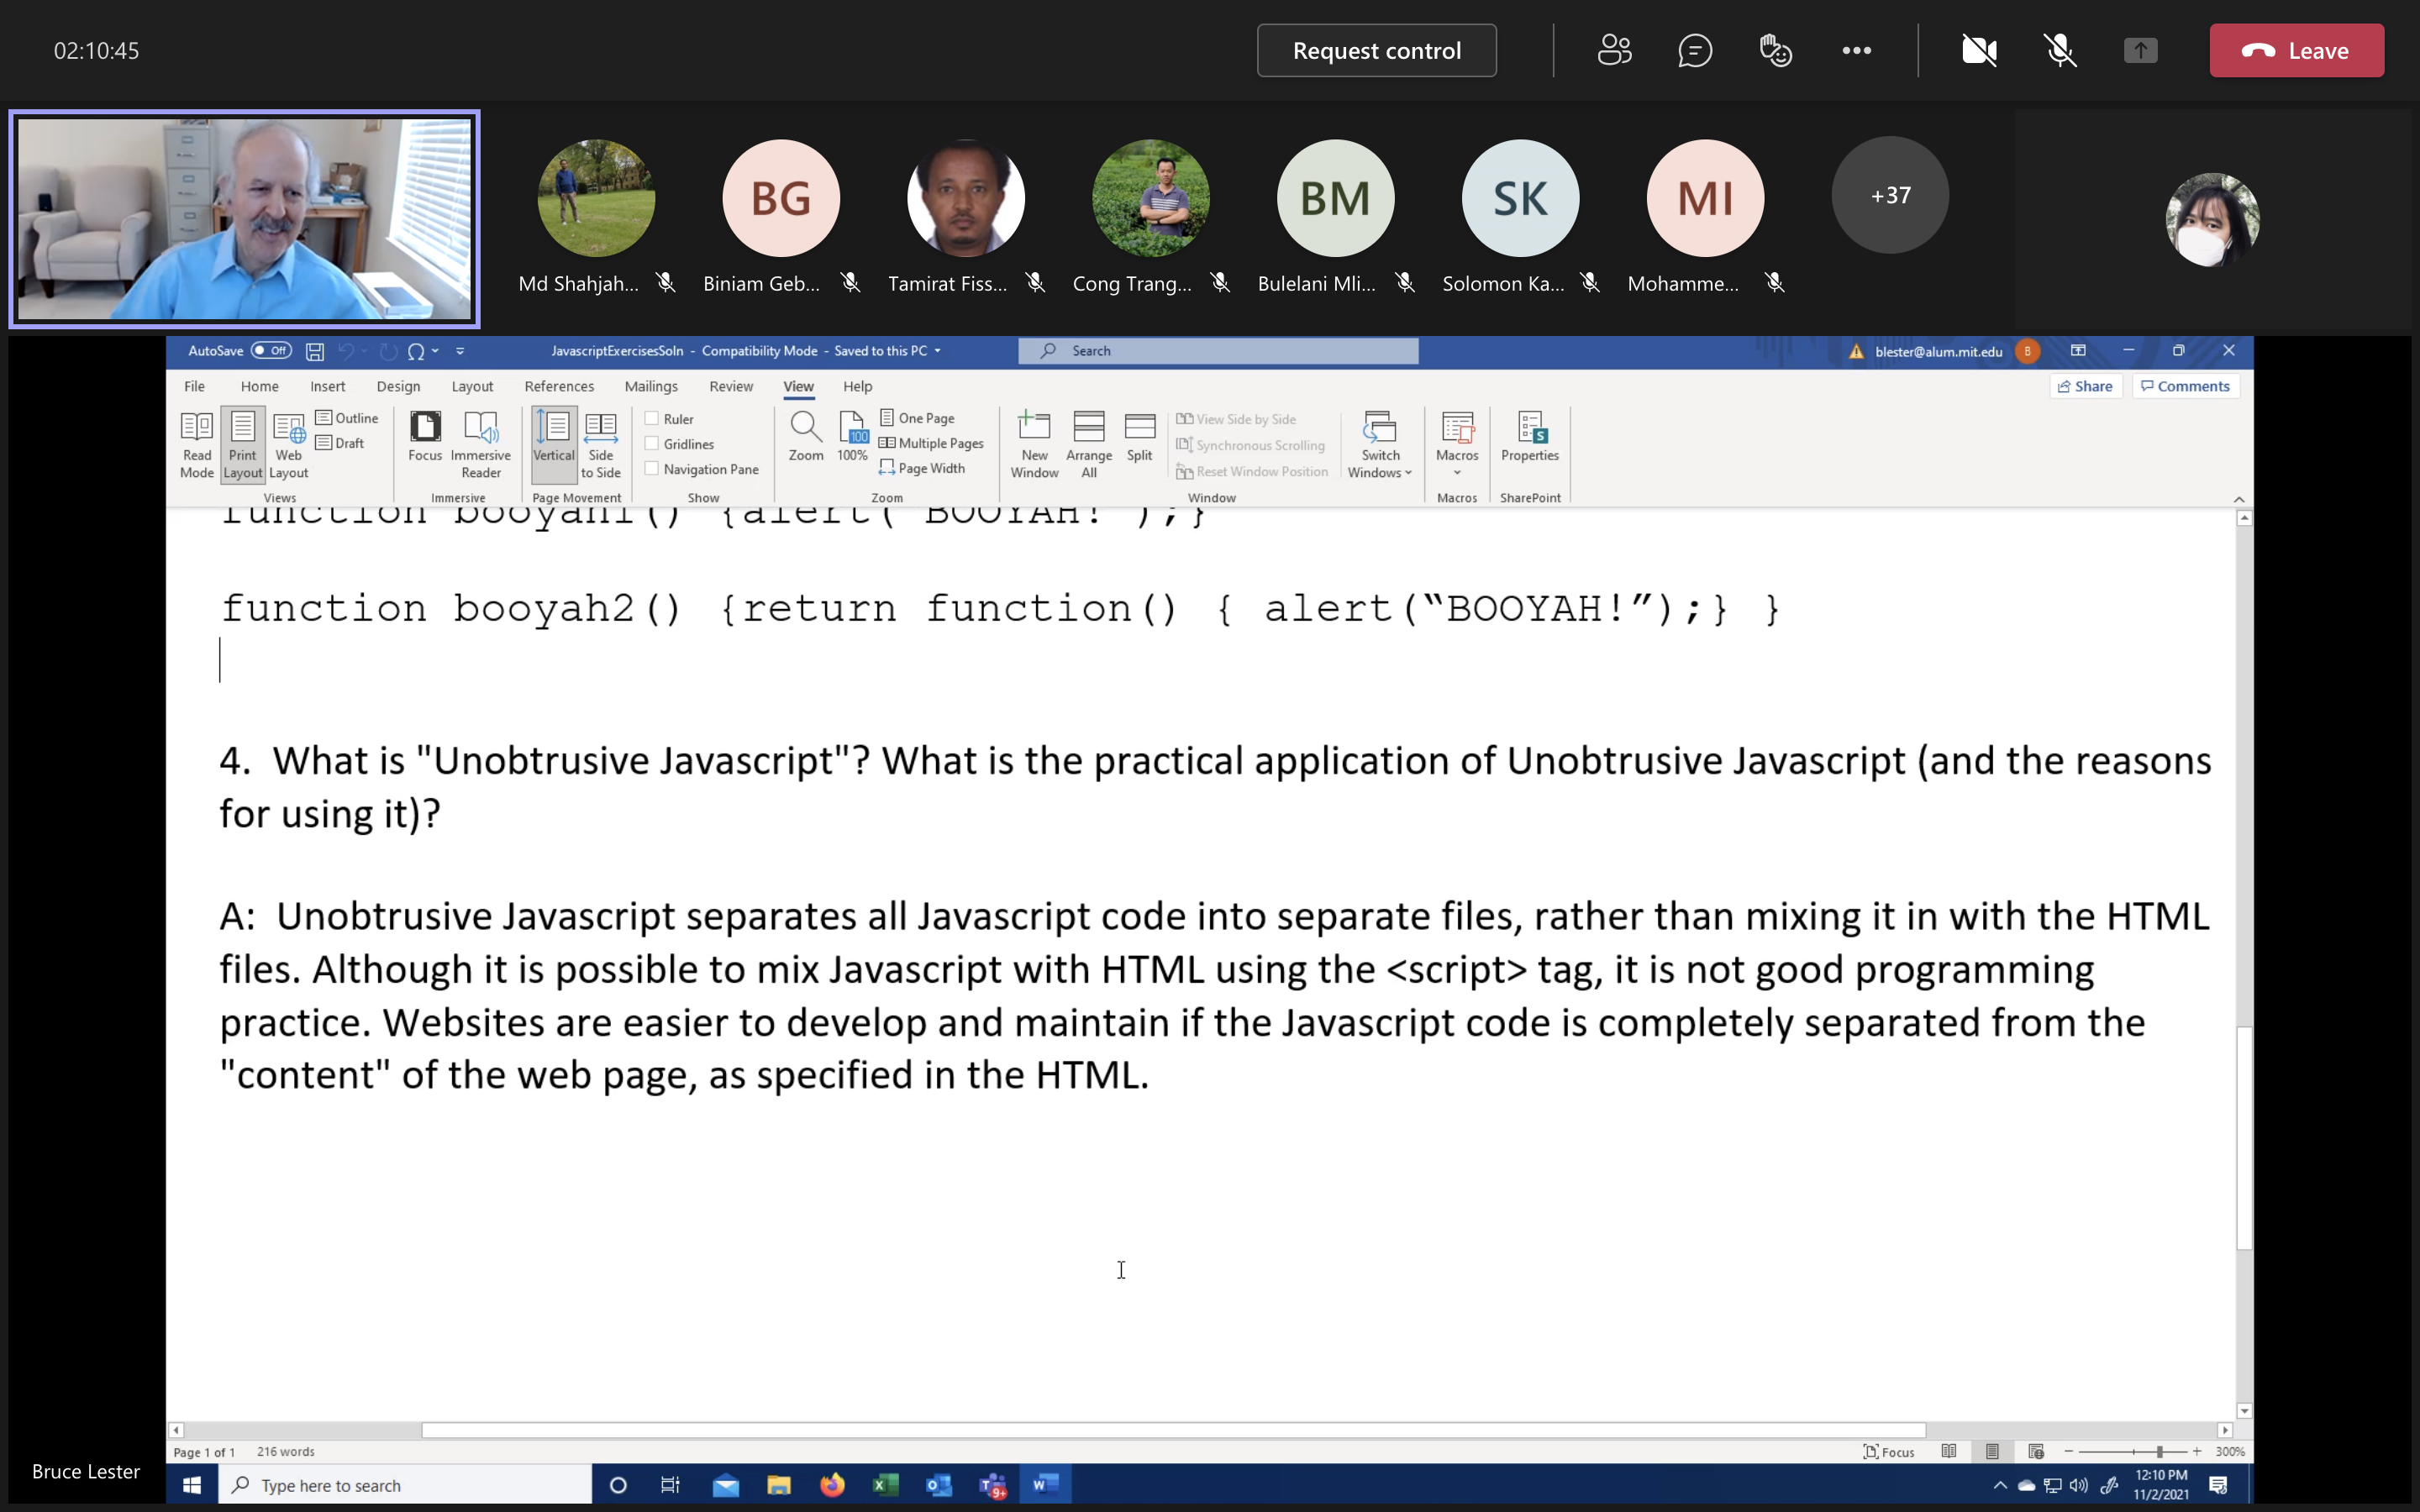 02:10:45
Request control
Leave
BG
BM
SK
MI
+37
Md Shahjah...
Biniam Geb...
Tamirat Fiss...
Cong Trang...
Bulelani Mli...
Solomon Ka...
Mohamme...
AutoSave Off
JavascriptExercisesSoln - Compatibility Mode - Saved to this PC
Search
blester@alum.mit.edu B
File Home Insert Design Layout References Mailings Review View Help
Share Comments
Read Mode
Print Layout
Web Layout
Outline
Draft
Views
Focus
Immersive Reader
Immersive
Vertical
Side to Side
Page Movement
Ruler
Gridlines
Navigation Pane
Show
Zoom
100
100%
One Page
Multiple Pages
Page Width
Zoom
New Window
Arrange All
Split
View Side by Side
Synchronous Scrolling
Reset Window Position
Switch Windows
Window
Macros
Macros
S
Properties
SharePoint
function booyah1() {alert("BOOYAH!");}
function booyah2() {return function() { alert(“BOOYAH!”);} }
4. What is "Unobtrusive Javascript"? What is the practical application of Unobtrusive Javascript (and the reasons
for using it)?
A: Unobtrusive Javascript separates all Javascript code into separate files, rather than mixing it in with the HTML
files. Although it is possible to mix Javascript with HTML using the <script> tag, it is not good programming
practice. Websites are easier to develop and maintain if the Javascript code is completely separated from the
"content" of the web page, as specified in the HTML.
Page 1 of 1 216 words
Focus
300%
Bruce Lester
Type here to search
9+
12:10 PM
11/2/2021